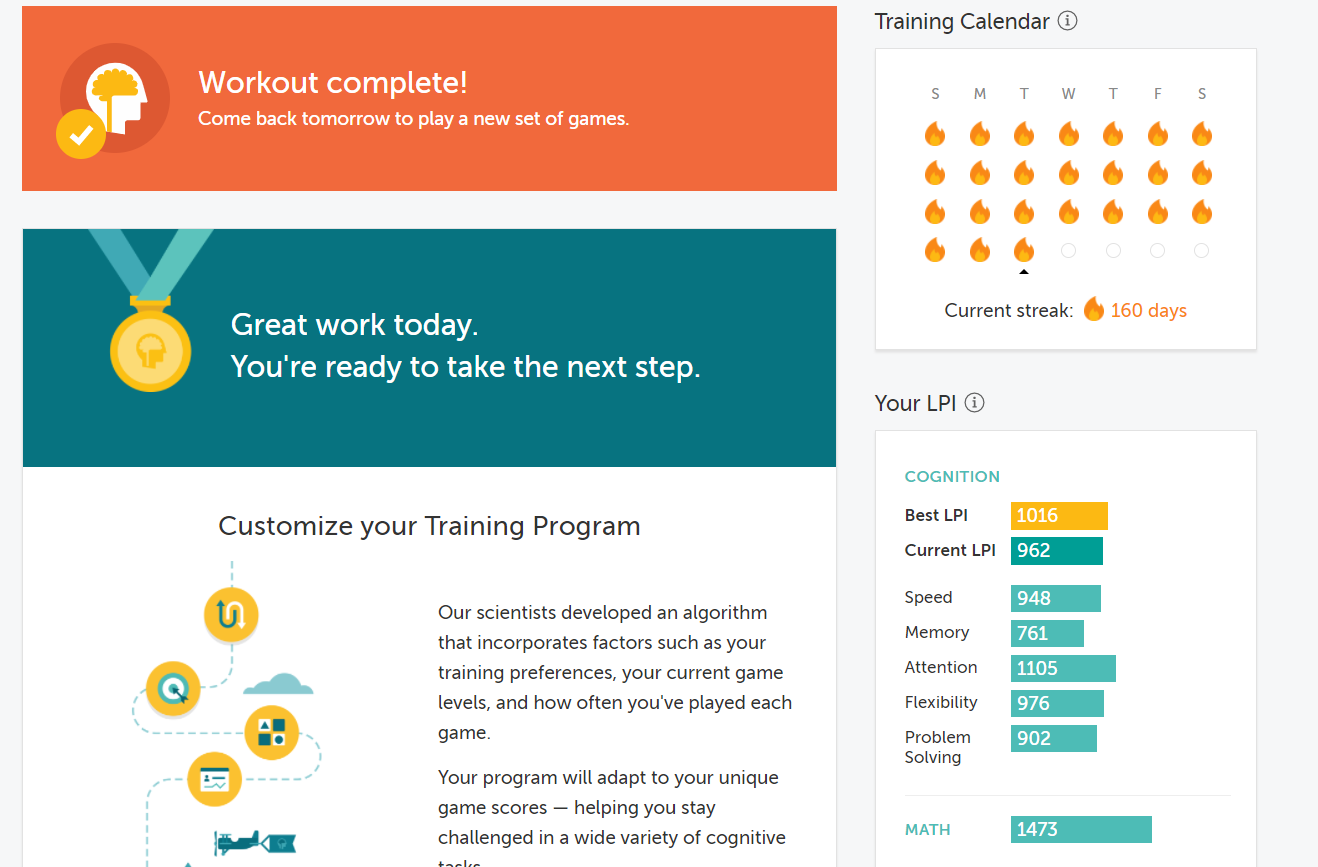 Workout complete!
Come back tomorrow to play a new set of games.
Great work today.
You're ready to take the next step.
Customize your Training Program
Our scientists developed an algorithm
that incorporates factors such as your
training preferences, your current game
levels, and how often you've played each
game.
Your program will adapt to your unique
game scores — helping you stay
challenged in a wide variety of cognitive
tasks.
Training Calendar
S M T W T F S
Current streak: 160 days
Your LPI
COGNITION
Best LPI 1016
Current LPI 962
Speed 948
Memory 761
Attention 1105
Flexibility 976
Problem
Solving 902
MATH 1473